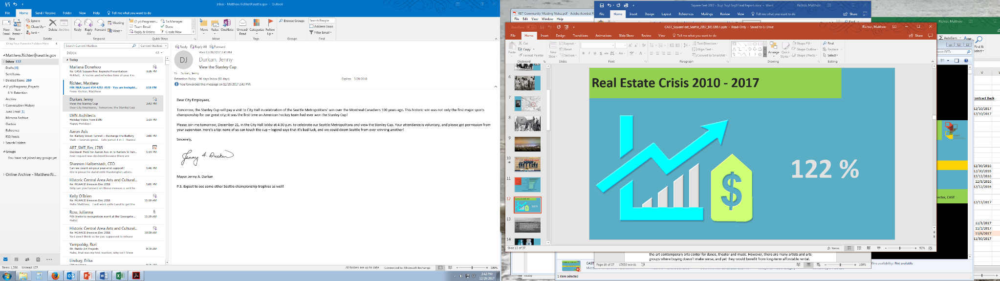 Inbox - Matthew.Richter@seattle.gov - Outlook
File Home Send / Receive Folder View Help Tell me what you want to do
New Email
New Items
Ignore
Clean Up
Junk
Delete Archive
Reply Reply All Forward
Meeting
More
(7 yr) Programs...
Team Email
Reply & Delete
To Manager
Done
Create New
Move Rules OneNote
Unread/ Read
Categorize
Follow Up
Browse Groups
Search People
Address Book
Filter Email
New Delete Respond Quick Steps Move Tags Groups Find
Drag Your Favorite Folders Here
Matthew.Richter@seattle.gov
Inbox 137
Drafts [4]
Sent Items
Deleted Items 269
(7 yr) Programs_Projects
6 Yr Retention
Archive
Conversation History
Junk Email [1]
Mimosa Archive
Outbox
Reference
RSS Feeds
Search Folders
Groups
You have not joined any groups yet
Online Archive - Matthew.Ri...
Search Current Mailbox Current Mailbox
Inbox All
Today
Marlana Donehoo
Re: CAST: Square Fee: Keynote Presentation 3:26 PM
Hi Matt, A festive and reflective time of year it is
Richter, Matthew
FW: NEA Grant #14-4292-7070 - You are Ineligibl... 3:16 PM
From: Richter, Matthew
Durkan, Jenny
View the Stanley Cup 2:42 PM
Dear City Employees, Tomorrow, the Stanley Cup
LMN Architects
Holiday Video from LMN 2:23 PM
Happy Holidays!
Aaron Asis
Re: Battery Street Tunnel -- Recharge the Battery 2:00 PM
Matt -- Sounds good. Lets pencil it in !! Thanks!
ART_SMT_Rm_1785
Declined: Hold for Aaron Asis in re Batters St Tun... 1:55 PM
Your request was declined because there are
Shannon Halberstadt, CEO
Can we count on your year-end support? 1:46 PM
We're proud to stand with Washington artists.
Historic Central Area Arts and Cultural...
Re: HCAACD Invoices Dec 2018 1:01 PM
Kelly can you forward on those invoices o sent to
Kelly O'Brien
Re: HCAACD Invoices Dec 2018 11:59 AM
Hello Matthew, I will work with Carol to get the
Ross, Julianna
FW: Invite to recognition event at the Georgeto... 11:29 AM
Hello!
Historic Central Area Arts and Cultural...
Re: HCAACD Invoices Dec 2018 10:09 AM
No I don't think so he was supposed to release
Yampolsky, Ruri
RE: Public Art Projects 9:19 AM
Haha, that was my first reaction, why isn't Steve
Lindsay, Erika
Reply Reply All Forward
Wed 12/20/2017 2:41 PM
DJ
Durkan, Jenny
View the Stanley Cup
To Durkan, Jenny
Retention Policy 90 days Inbox (90 days) Expires 3/20/2018
You forwarded this message on 12/20/2017 2:43 PM.
Dear City Employees,
Tomorrow, the Stanley Cup will pay a visit to City Hall in celebration of the Seattle Metropolitans' win over the Montreal Canadiens 100 years ago. This historic win was not only the first major sports
championship for our great city; it was the first time an American hockey team had ever won the Stanley Cup!
Please join me tomorrow, December 21, in the City Hall lobby at 4:30 p.m. to celebrate our Seattle Metropolitans and view the Stanley Cup. Your attendance is voluntary, and please get permission from
your supervisor. Here's a tip: none of us can touch the cup – legend says that it's bad luck, and we could doom Seattle from ever winning another!
Sincerely,
Jenny A. Durkan
Mayor Jenny A. Durkan
P.S. Expect to see some other Seattle championship trophies as well!
Items: 1,386 Unread: 137
All folders are up to date. Connected to: Microsoft Exchange 100%
3:42 PM
12/20/2017
RET Community Meeting Notes.pdf - Adobe Acrobat
File Edit View Window Help
Square Feet 2017 - Buy! Buy! Buy! Final Report.docx - Word Richter, Matthew
File Home Insert Design Layout References Mailings Review View Tell me what you want to do Share
Find
Richter, Matthew
AutoSum
Find & Select
AutoSave
CAST_SquareFeet_Seattle_10132017.pptx - Read-Only - Saved to G: Drive
Richter, Matthew
File Home Insert Design Transitions Animations Slide Show Review View Tell me what you want to do Share
Paste
Cut
Copy
Format Painter
New Slide
Layout
Reset
Section
Text Direction
Align Text
Convert to SmartArt
Arrange
Quick Styles
Shape Fill
Shape Outline
Shape Effects
Find
Replace
Select
Clipboard Slides Font Paragraph Drawing Editing
6
7
8
9
10
11
12
13
14
Real Estate Crisis 2010 - 2017
122 %
$
Slide 12 of 37 Notes 92%
the-art contemporary arts center for dance, theater and music. However, there are many artists and arts
groups where buying doesn't make sense, and yet they would benefit from long-term affordable rental.
Page 10 of 37 17050 words 100%
CAST
1 item selected
Ready
offline availability: Not available
Search PPTs
V
Contract Back
12/10/2017
12/10/2017
12/30/2016
12/30/2016
12/12/2016
12/8/2016
12/12/2016
12/13/2017
11/3/2017
11/1/2017
11/6/2017
11/30/2017
ector, CAST